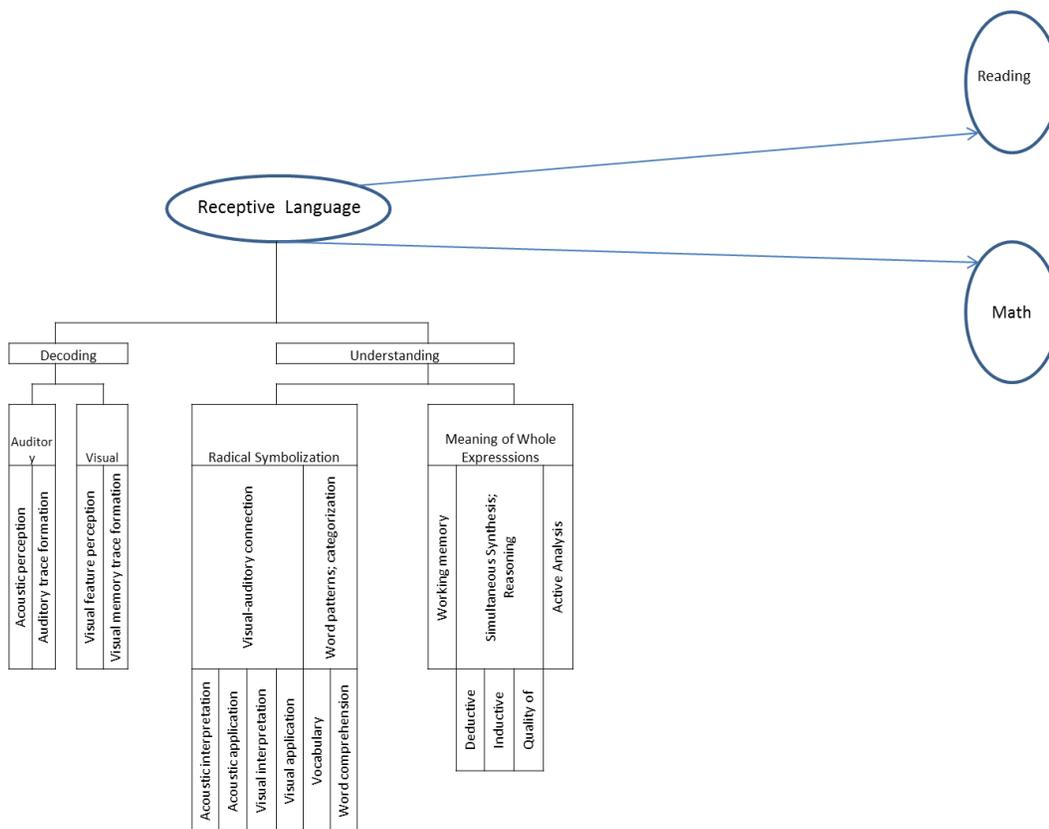 Reading
Receptive Language
Math
Decoding
Understanding
Auditor
y
Visual
Radical Symbolization
Meaning of Whole
Expresssions
Acoustic perception
Auditory trace formation
Visual feature perception
Visual memory trace formation
Visual-auditory connection
Word patterns; categorization
Working memory
Simultaneous Synthesis;
Reasoning
Active Analysis
Acoustic interpretation
Acoustic application
Visual interpretation
Visual application
Vocabulary
Word comprehension
Deductive
Inductive
Quality of